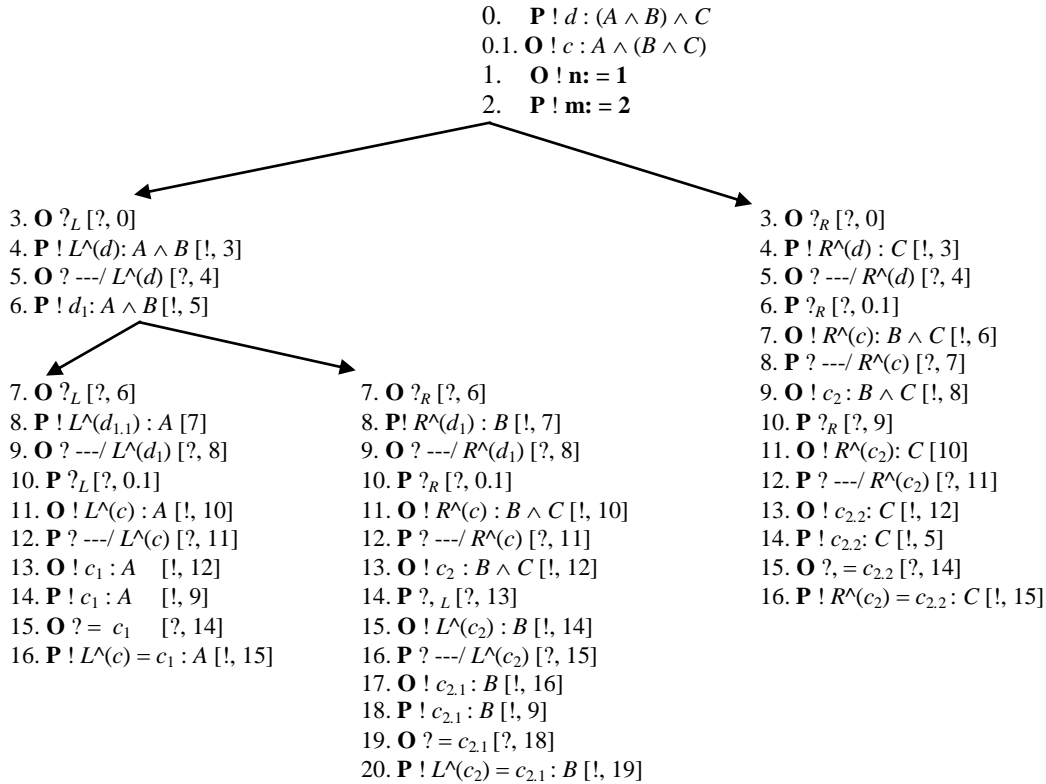 0. P ! d : (A ∧ B) ∧ C
0.1. O ! c : A ∧ (B ∧ C)
1. O ! n: = 1
2. P ! m: = 2
3. O ?L [?, 0]
4. P ! L^(d): A ∧ B [!, 3]
5. O ? ---/ L^(d) [?, 4]
6. P ! d1: A ∧ B [!, 5]
7. O ?L [?, 6]
8. P ! L^(d1.1) : A [7]
9. O ? ---/ L^(d1) [?, 8]
10. P ?L [?, 0.1]
11. O ! L^(c) : A [!, 10]
12. P ? ---/ L^(c) [?, 11]
13. O ! c1 : A [!, 12]
14. P ! c1 : A [!, 9]
15. O ? = c1 [?, 14]
16. P ! L^(c) = c1 : A [!, 15]
7. O ?R [?, 6]
8. P! R^(d1) : B [!, 7]
9. O ? ---/ R^(d1) [?, 8]
10. P ?R [?, 0.1]
11. O ! R^(c) : B ∧ C [!, 10]
12. P ? ---/ R^(c) [?, 11]
13. O ! c2 : B ∧ C [!, 12]
14. P ?, L [?, 13]
15. O ! L^(c2) : B [!, 14]
16. P ? ---/ L^(c2) [?, 15]
17. O ! c2.1 : B [!, 16]
18. P ! c2.1 : B [!, 9]
19. O ? = c2.1 [?, 18]
20. P ! L^(c2) = c2.1 : B [!, 19]
3. O ?R [?, 0]
4. P ! R^(d) : C [!, 3]
5. O ? ---/ R^(d) [?, 4]
6. P ?R [?, 0.1]
7. O ! R^(c): B ∧ C [!, 6]
8. P ? ---/ R^(c) [?, 7]
9. O ! c2 : B ∧ C [!, 8]
10. P ?R [?, 9]
11. O ! R^(c2): C [10]
12. P ? ---/ R^(c2) [?, 11]
13. O ! c2.2: C [!, 12]
14. P ! c2.2: C [!, 5]
15. O ?, = c2.2 [?, 14]
16. P ! R^(c2) = c2.2 : C [!, 15]